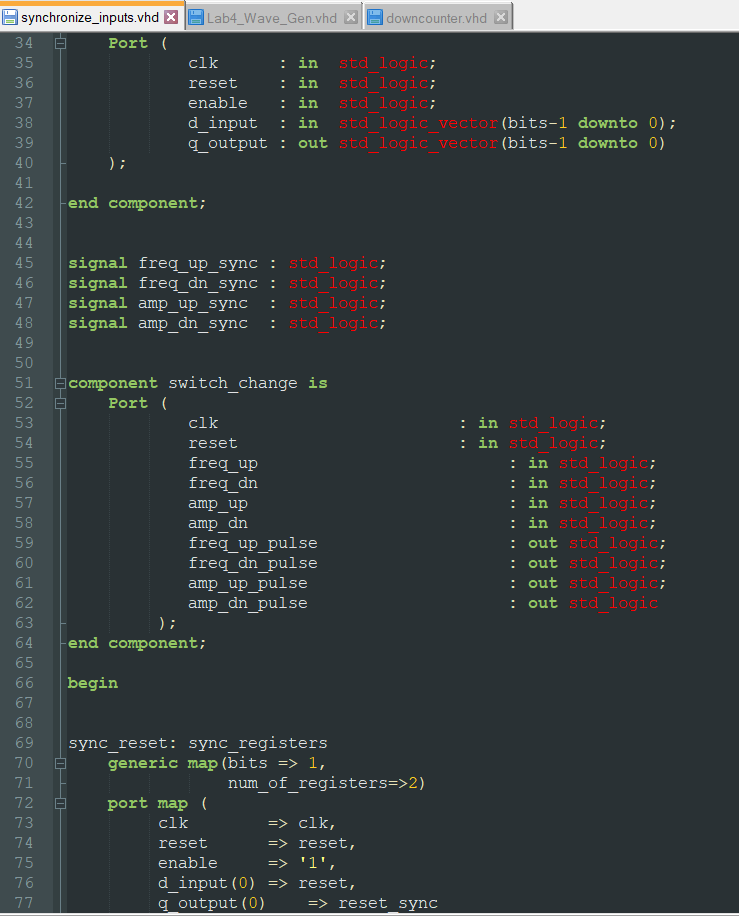 synchronize_inputs.vhd Lab4_Wave_Gen.vhd downcounter.vhd
34 Port (
35 clk : in std_logic;
36 reset : in std_logic;
37 enable : in std_logic;
38 d_input : in std_logic_vector(bits-1 downto 0);
39 q_output : out std_logic_vector(bits-1 downto 0)
40 );
41
42 end component;
43
44
45 signal freq_up_sync : std_logic;
46 signal freq_dn_sync : std_logic;
47 signal amp_up_sync : std_logic;
48 signal amp_dn_sync : std_logic;
49
50
51 component switch_change is
52 Port (
53 clk : in std_logic;
54 reset : in std_logic;
55 freq_up : in std_logic;
56 freq_dn : in std_logic;
57 amp_up : in std_logic;
58 amp_dn : in std_logic;
59 freq_up_pulse : out std_logic;
60 freq_dn_pulse : out std_logic;
61 amp_up_pulse : out std_logic;
62 amp_dn_pulse : out std_logic
63 );
64 end component;
65
66 begin
67
68
69 sync_reset: sync_registers
70 generic map(bits => 1,
71 num_of_registers=>2)
72 port map (
73 clk => clk,
74 reset => reset,
75 enable => '1',
76 d_input(0) => reset,
77 q_output(0) => reset_sync